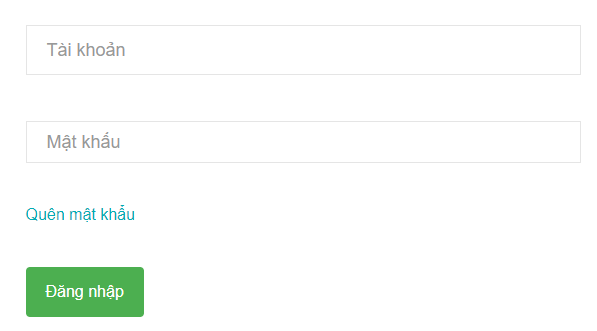 Tài khoản
Mật khẩu
Quên mật khẩu
Đăng nhập